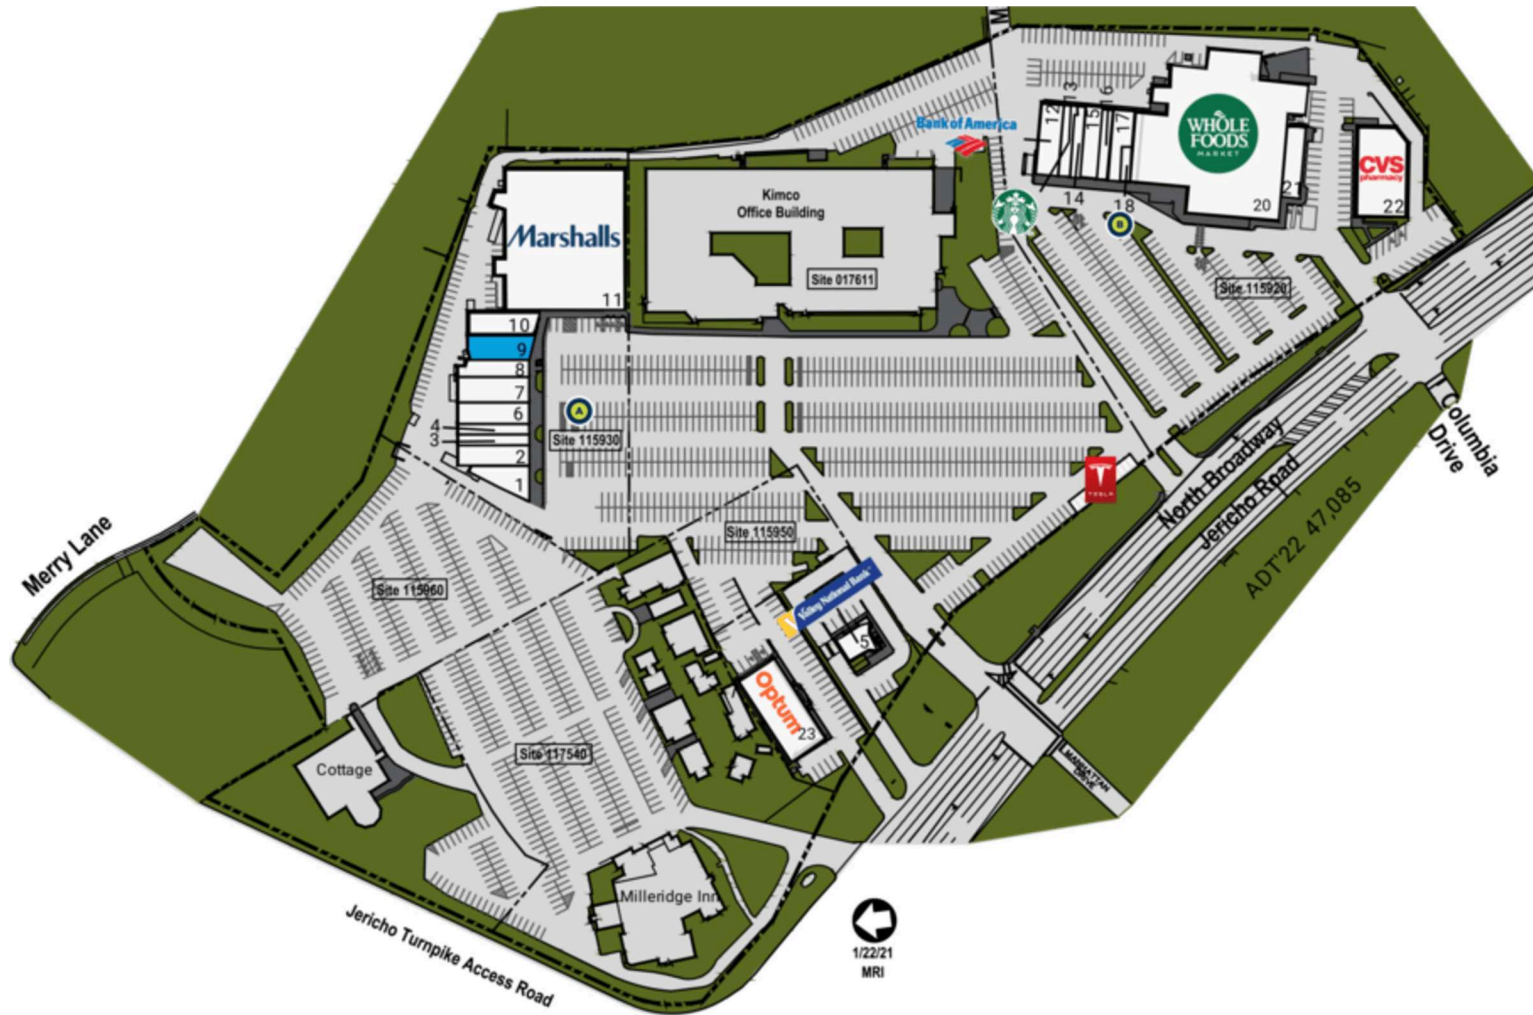 M
Bank of America
12
13
15
16
17
WHOLE
FOODS
MARKET
CVS
pharmacy
14
18
20
21
22
B
Kimco
Office Building
Marshalls
Site 017611
Site 115920
11
10
9
8
7
6
4
3
2
1
A
Site 115930
TESLA
North Broadway
Jericho Road
Columbia
Drive
ADT'22 47,085
Merry Lane
Site 115950
Site 115960
Valley National Bank
5
Optum
23
Site 117540
Cottage
MANHATTAN
DRIVE
Milleridge Inn
Jericho Turnpike Access Road
1/22/21
MRI